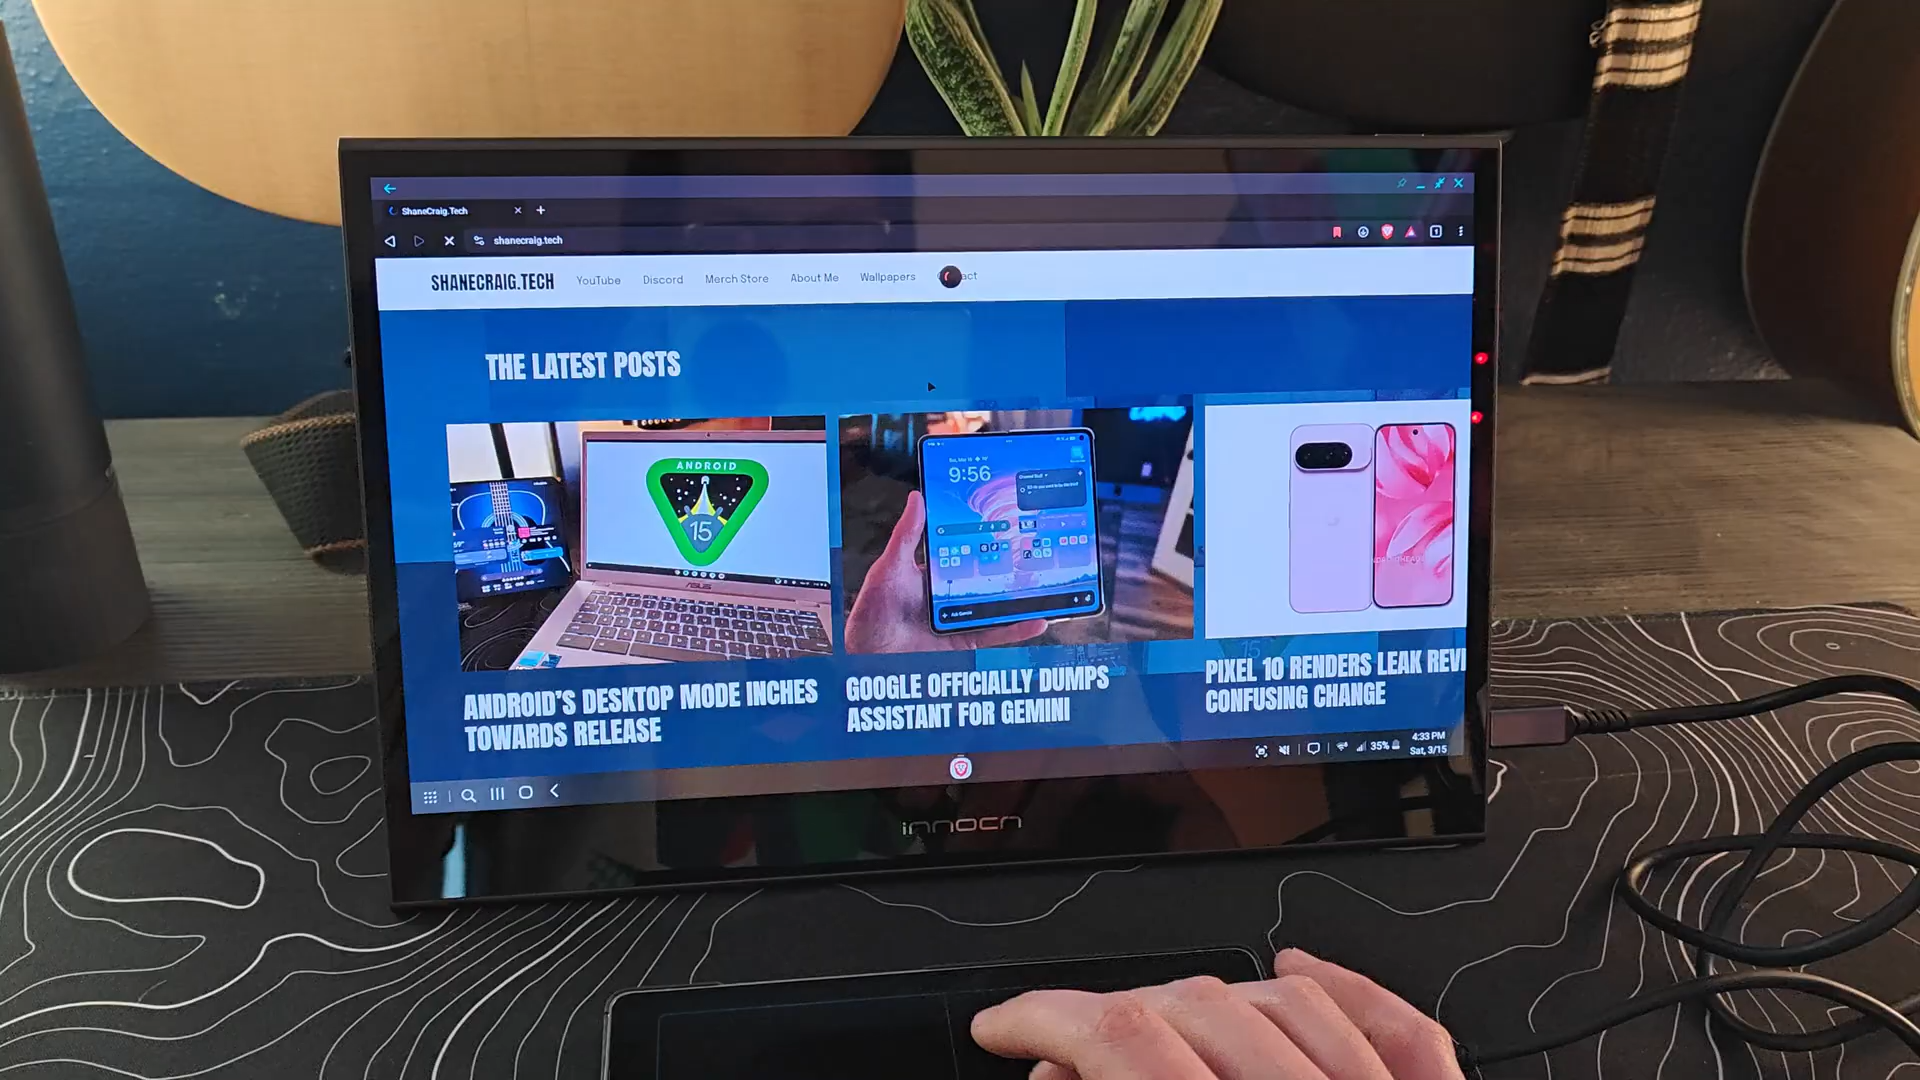 ShaneCraig.Tech
shanecraig.tech
SHANECRAIG.TECH YouTube Discord Merch Store About Me Wallpapers
THE LATEST POSTS
ANDROID
15
ASUS
9:56
ANDROID’S DESKTOP MODE INCHES
TOWARDS RELEASE
GOOGLE OFFICIALLY DUMPS
ASSISTANT FOR GEMINI
PIXEL 10 RENDERS LEAK REVI
CONFUSING CHANGE
35%
4:33 PM
Sat, 3/15
innocn